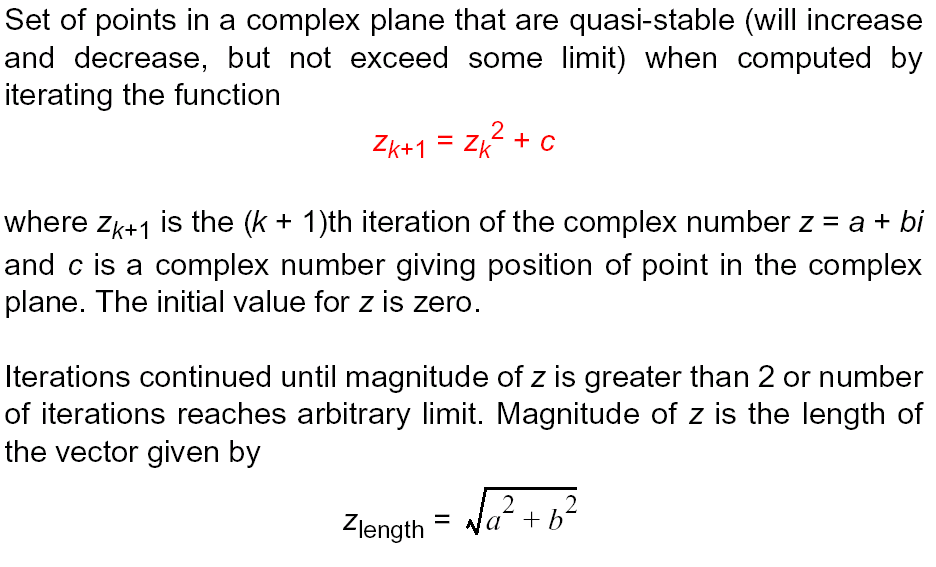 Set of points in a complex plane that are quasi-stable (will increase
and decrease, but not exceed some limit) when computed by
iterating the function
z_{k+1} = z_k^2 + c
where z_{k+1} is the (k + 1)th iteration of the complex number z = a + bi
and c is a complex number giving position of point in the complex
plane. The initial value for z is zero.
Iterations continued until magnitude of z is greater than 2 or number
of iterations reaches arbitrary limit. Magnitude of z is the length of
the vector given by
z_{length} = √(a^2 + b^2)